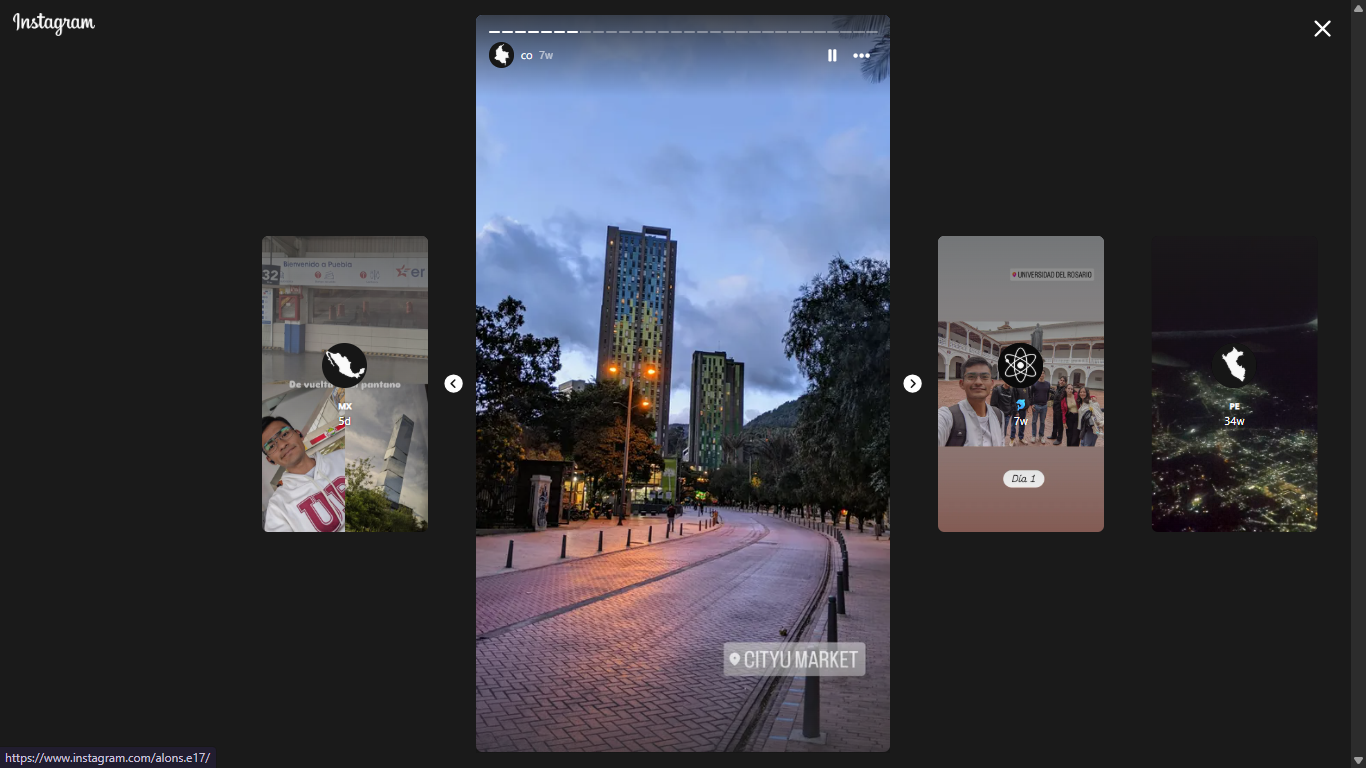 Instagram
co 7w
32
Bienvenido a Puebla
er
De vuelta
pantano
MX
5d
CITYU MARKET
UNIVERSIDAD DEL ROSARIO
7w
Día 1
PE
34w
https://www.instagram.com/alons.e17/